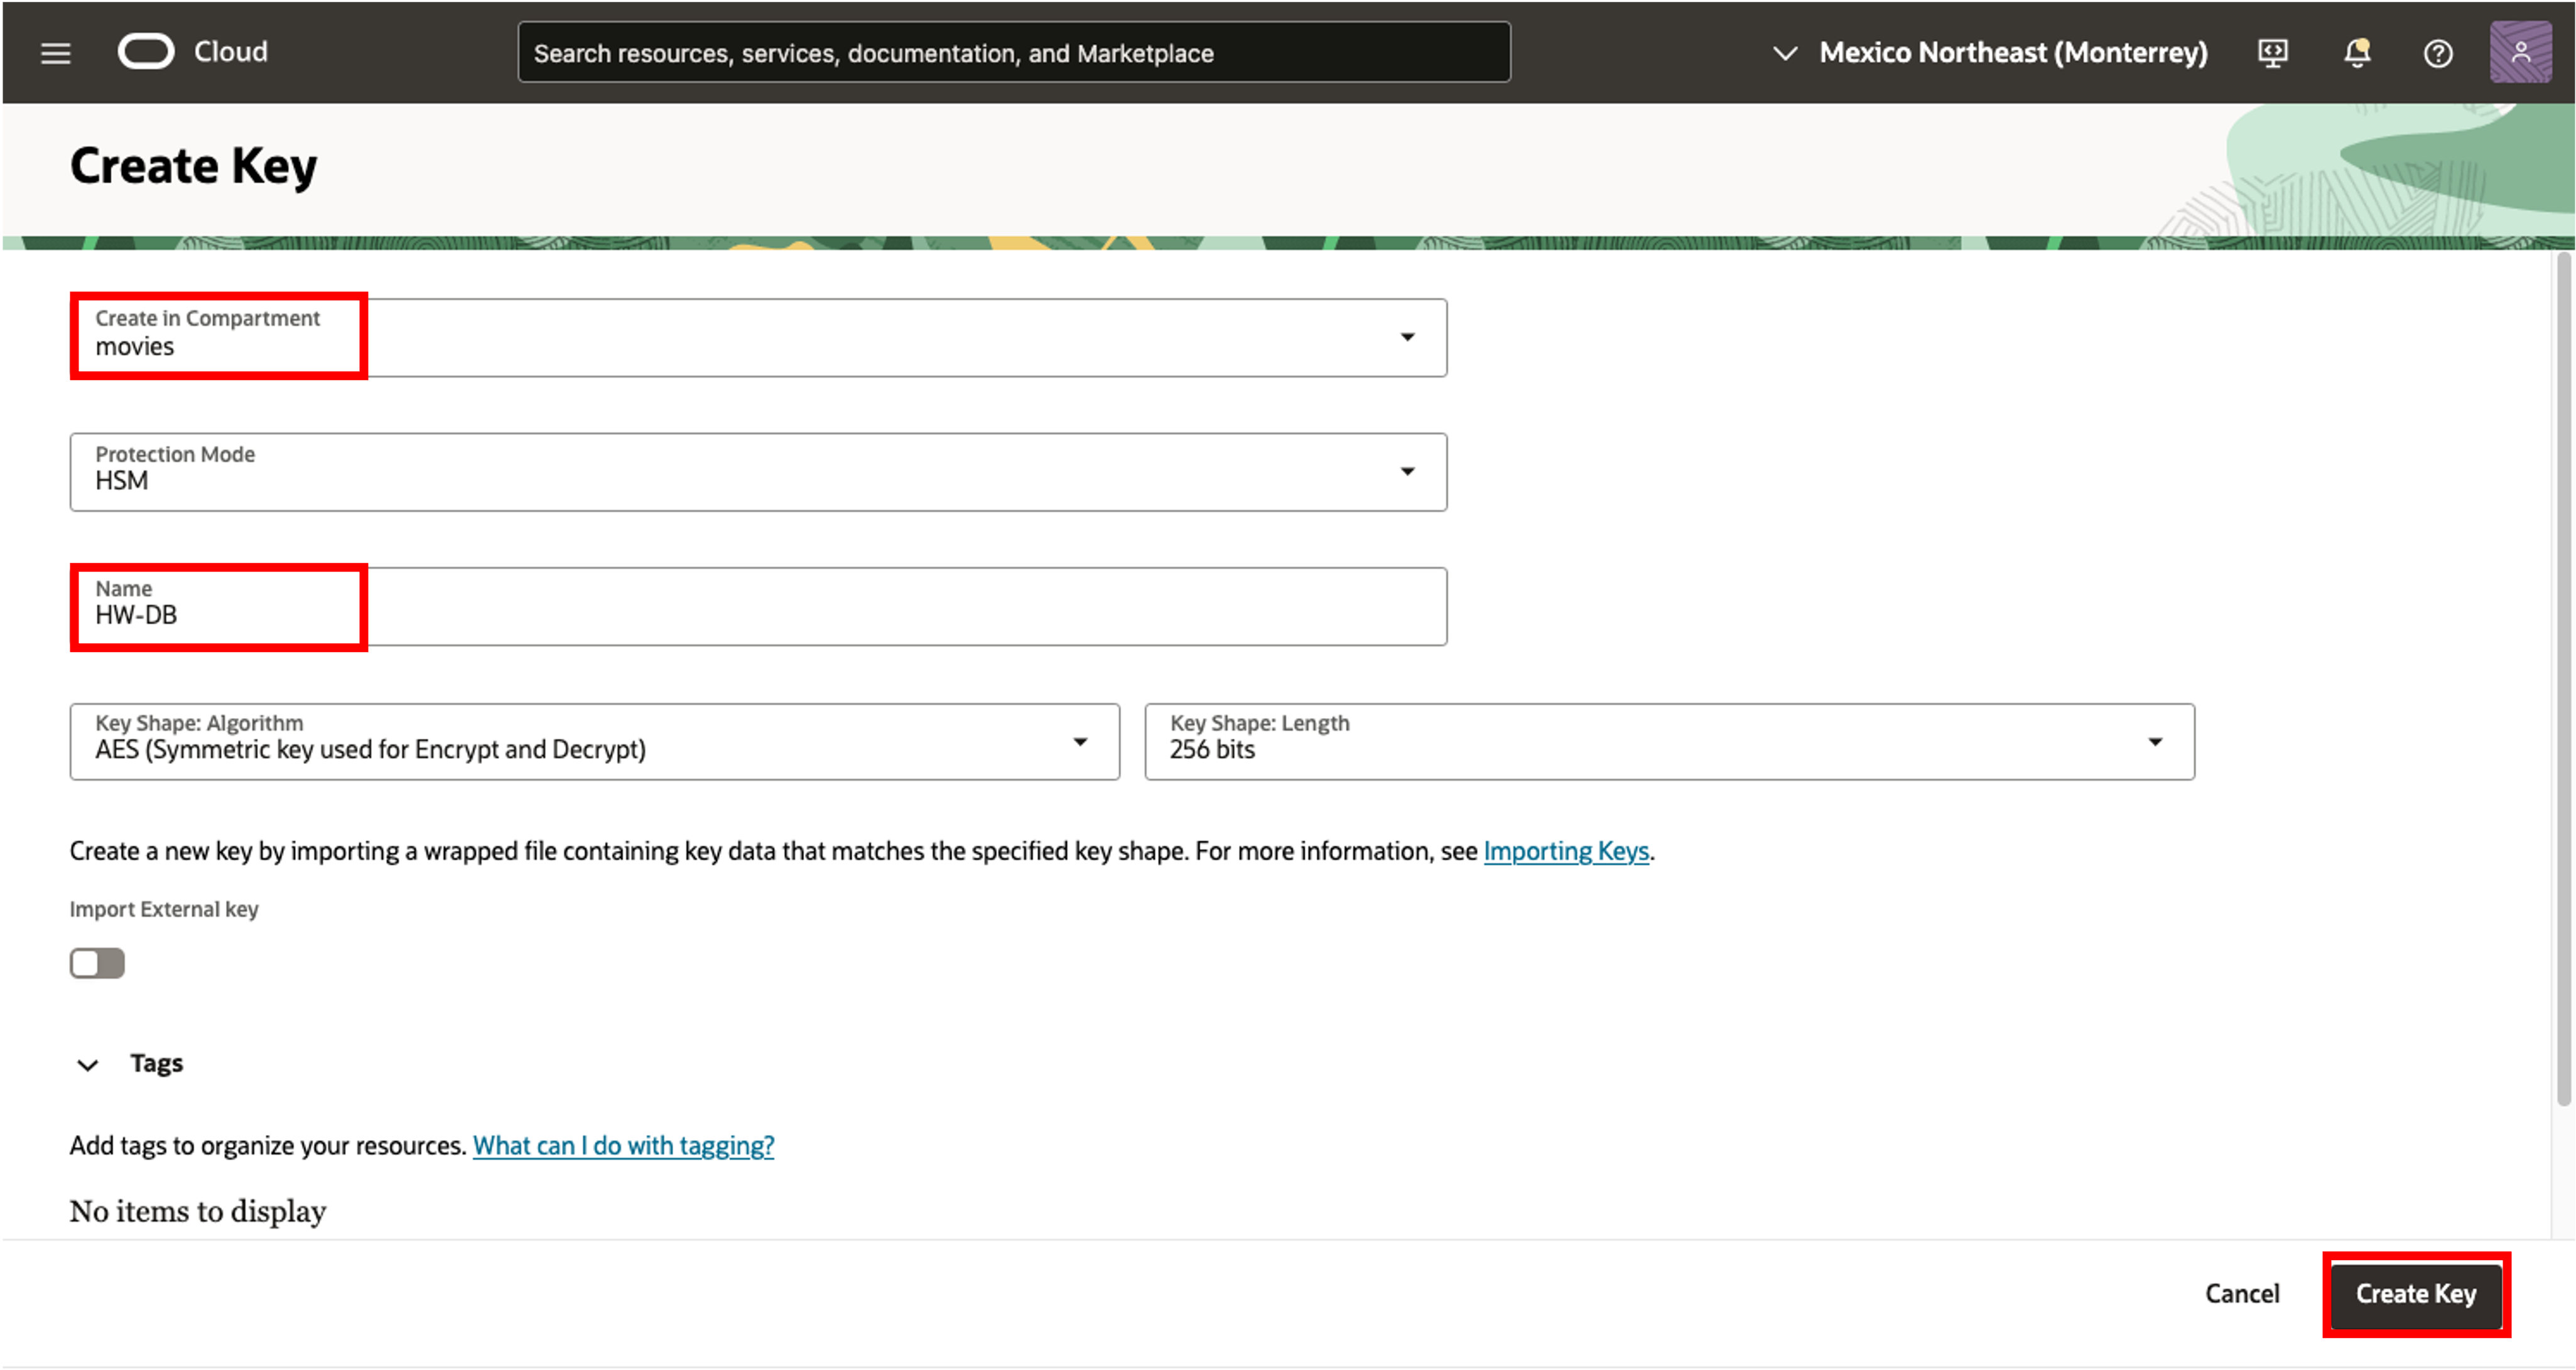 Cloud
Search resources, services, documentation, and Marketplace
Mexico Northeast (Monterrey)
Create Key
Create in Compartment
movies
Protection Mode
HSM
Name
HW-DB
Key Shape: Algorithm
AES (Symmetric key used for Encrypt and Decrypt)
Key Shape: Length
256 bits
Create a new key by importing a wrapped file containing key data that matches the specified key shape. For more information, see Importing Keys.
Import External key
Tags
Add tags to organize your resources. What can I do with tagging?
No items to display
Cancel
Create Key